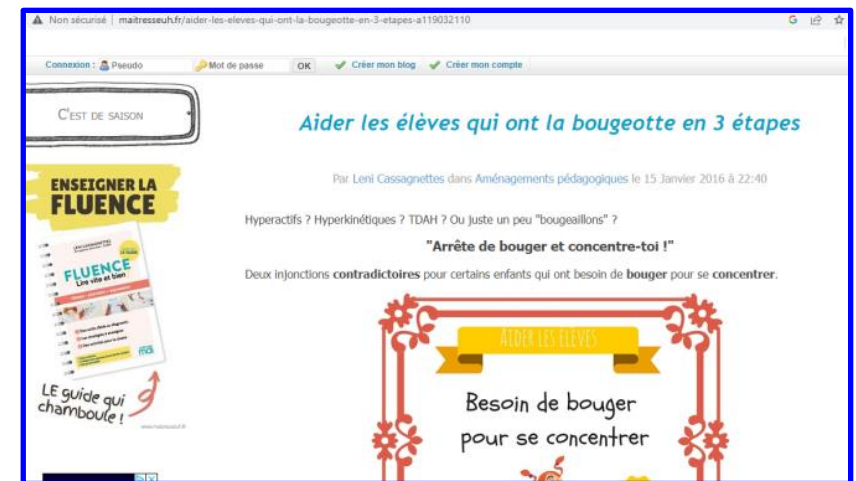 Non sécurisé | maitresseuh.fr/aider-les-eleves-qui-ont-la-bougeotte-en-3-etapes-a119032110
Connexion : Pseudo Mot de passe OK Créer mon blog Créer mon compte
C'EST DE SAISON
Aider les élèves qui ont la bougeotte en 3 étapes
Par Leni Cassagnettes dans Aménagements pédagogiques le 15 Janvier 2016 à 22:40
ENSEIGNER LA
FLUENCE
FLUENCE
Lire vite et bien
mdi
LE guide qui
chamboule !
Hyperactifs ? Hyperkinétiques ? TDAH ? Ou juste un peu "bougeaillons" ?
"Arrête de bouger et concentre-toi !"
Deux injonctions contradictoires pour certains enfants qui ont besoin de bouger pour se concentrer.
AIDER LES ÉLÈVES
Besoin de bouger
pour se concentrer